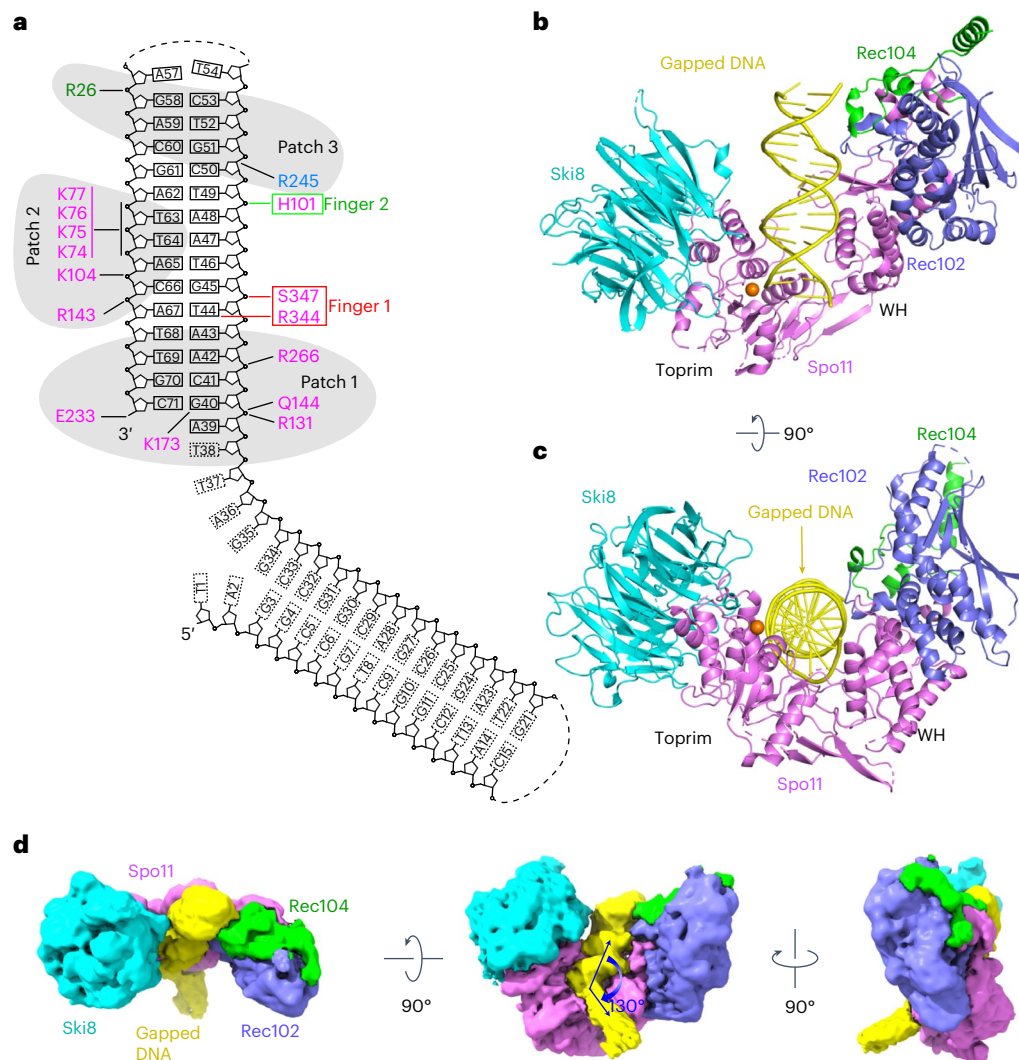 a
A57 T54
R26
G58 C53
A59 T52
C60 G51
Patch 3
G61 C50
R245
A62 T49
H101 Finger 2
K77
K76
K75
K74
Patch 2
T63 A48
T64 A47
A65 T46
K104
C66 G45
S347
R344
Finger 1
R143
A67 T44
T68 A43
T69 A42
R266
G70 C41
Patch 1
C71 G40
Q144
R131
E233
3′
K173
A39
T38
T37
A36
G35
G34
C33
C32
G31
G30
C29
A28
G27
C26
C25
G24
A23
T22
G21
5′
T1
A2
G3
G4
C5
C6
G7
T8
C9
G10
G11
C12
T13
A14
C15
b
Rec104
Gapped DNA
Ski8
Rec102
WH
Toprim
Spo11
90°
c
Rec104
Rec102
Ski8
Gapped DNA
Toprim
WH
Spo11
d
Spo11
Rec104
Ski8
Gapped
DNA
Rec102
90°
130°
90°